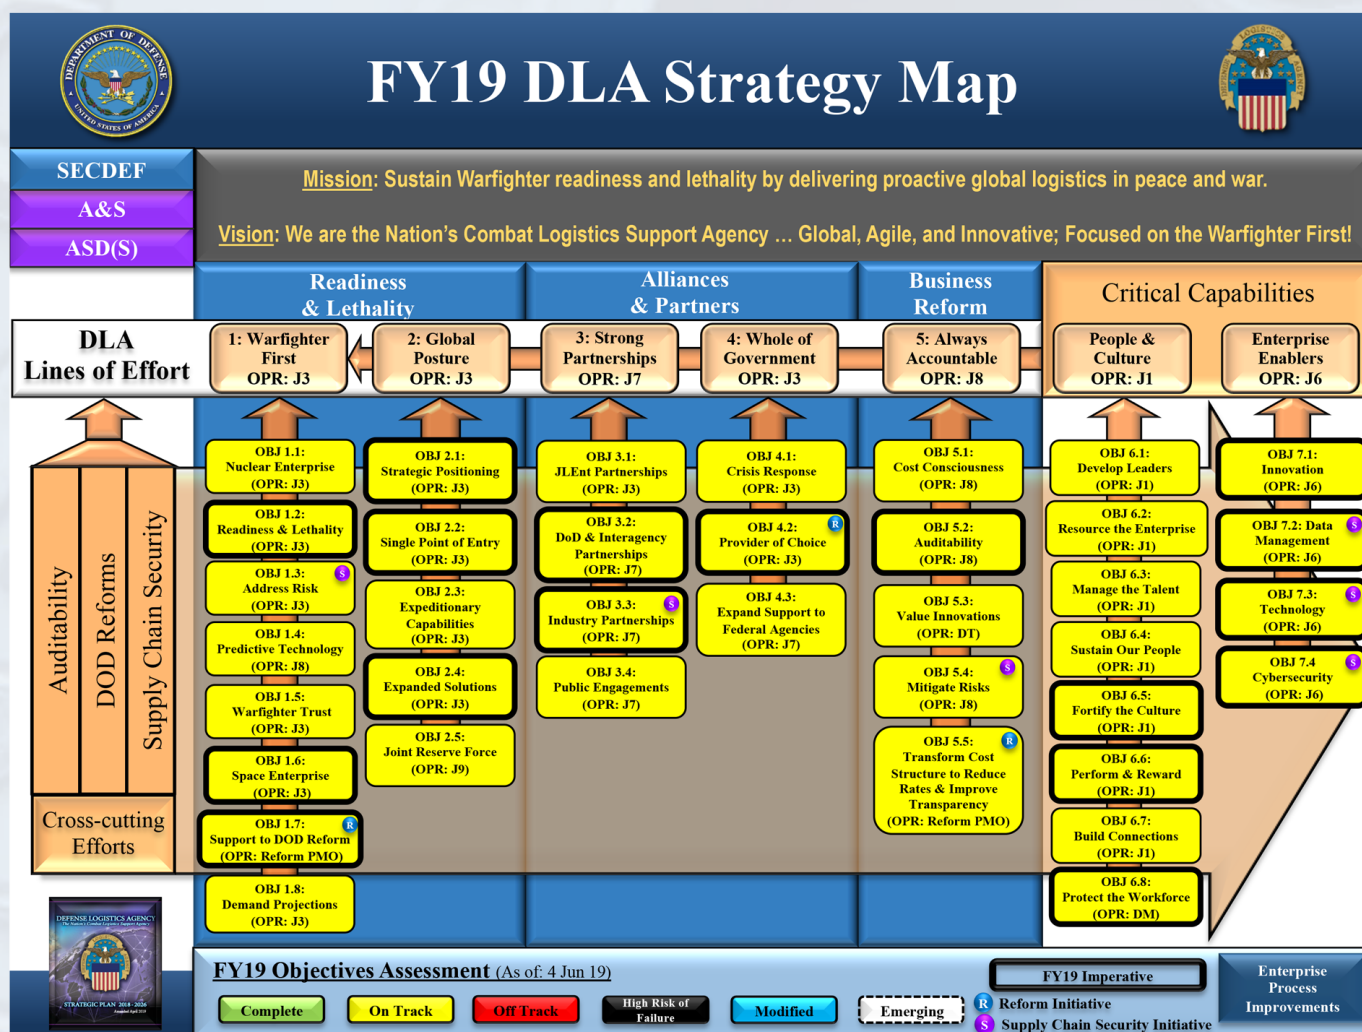 DEPARTMENT OF DEFENSE
UNITED STATES OF AMERICA
FY19 DLA Strategy Map
DEFENSE LOGISTICS AGENCY
SECDEF
A&S
ASD(S)
Mission: Sustain Warfighter readiness and lethality by delivering proactive global logistics in peace and war.
Vision: We are the Nation's Combat Logistics Support Agency … Global, Agile, and Innovative; Focused on the Warfighter First!
Readiness
& Lethality
Alliances
& Partners
Business
Reform
Critical Capabilities
DLA
Lines of Effort
1: Warfighter
First
OPR: J3
2: Global
Posture
OPR: J3
3: Strong
Partnerships
OPR: J7
4: Whole of
Government
OPR: J3
5: Always
Accountable
OPR: J8
People &
Culture
OPR: J1
Enterprise
Enablers
OPR: J6
Auditability
DOD Reforms
Supply Chain Security
Cross-cutting
Efforts
OBJ 1.1:
Nuclear Enterprise
(OPR: J3)
OBJ 1.2:
Readiness & Lethality
(OPR: J3)
OBJ 1.3:
Address Risk
(OPR: J3)
S
OBJ 1.4:
Predictive Technology
(OPR: J8)
OBJ 1.5:
Warfighter Trust
(OPR: J3)
OBJ 1.6:
Space Enterprise
(OPR: J3)
OBJ 1.7:
Support to DOD Reform
(OPR: Reform PMO)
R
OBJ 1.8:
Demand Projections
(OPR: J3)
OBJ 2.1:
Strategic Positioning
(OPR: J3)
OBJ 2.2:
Single Point of Entry
(OPR: J3)
OBJ 2.3:
Expeditionary
Capabilities
(OPR: J3)
OBJ 2.4:
Expanded Solutions
(OPR: J3)
OBJ 2.5:
Joint Reserve Force
(OPR: J9)
OBJ 3.1:
JLEnt Partnerships
(OPR: J3)
OBJ 3.2:
DoD & Interagency
Partnerships
(OPR: J7)
OBJ 3.3:
Industry Partnerships
(OPR: J7)
S
OBJ 3.4:
Public Engagements
(OPR: J7)
OBJ 4.1:
Crisis Response
(OPR: J3)
OBJ 4.2:
Provider of Choice
(OPR: J3)
R
OBJ 4.3:
Expand Support to
Federal Agencies
(OPR: J7)
OBJ 5.1:
Cost Consciousness
(OPR: J8)
OBJ 5.2:
Auditability
(OPR: J8)
OBJ 5.3:
Value Innovations
(OPR: DT)
OBJ 5.4:
Mitigate Risks
(OPR: J8)
S
OBJ 5.5:
Transform Cost
Structure to Reduce
Rates & Improve
Transparency
(OPR: Reform PMO)
R
OBJ 6.1:
Develop Leaders
(OPR: J1)
OBJ 6.2:
Resource the Enterprise
(OPR: J1)
OBJ 6.3:
Manage the Talent
(OPR: J1)
OBJ 6.4:
Sustain Our People
(OPR: J1)
OBJ 6.5:
Fortify the Culture
(OPR: J1)
OBJ 6.6:
Perform & Reward
(OPR: J1)
OBJ 6.7:
Build Connections
(OPR: J1)
OBJ 6.8:
Protect the Workforce
(OPR: DM)
OBJ 7.1:
Innovation
(OPR: J6)
OBJ 7.2: Data
Management
(OPR: J6)
S
OBJ 7.3:
Technology
(OPR: J6)
S
OBJ 7.4
Cybersecurity
(OPR: J6)
S
DEFENSE LOGISTICS AGENCY
The Nation's Combat Logistics Support Agency
STRATEGIC PLAN 2018 - 2026
FY19 Objectives Assessment (As of: 4 Jun 19)
Complete
On Track
Off Track
High Risk of
Failure
Modified
Emerging
FY19 Imperative
R Reform Initiative
S Supply Chain Security Initiative
Enterprise
Process
Improvements